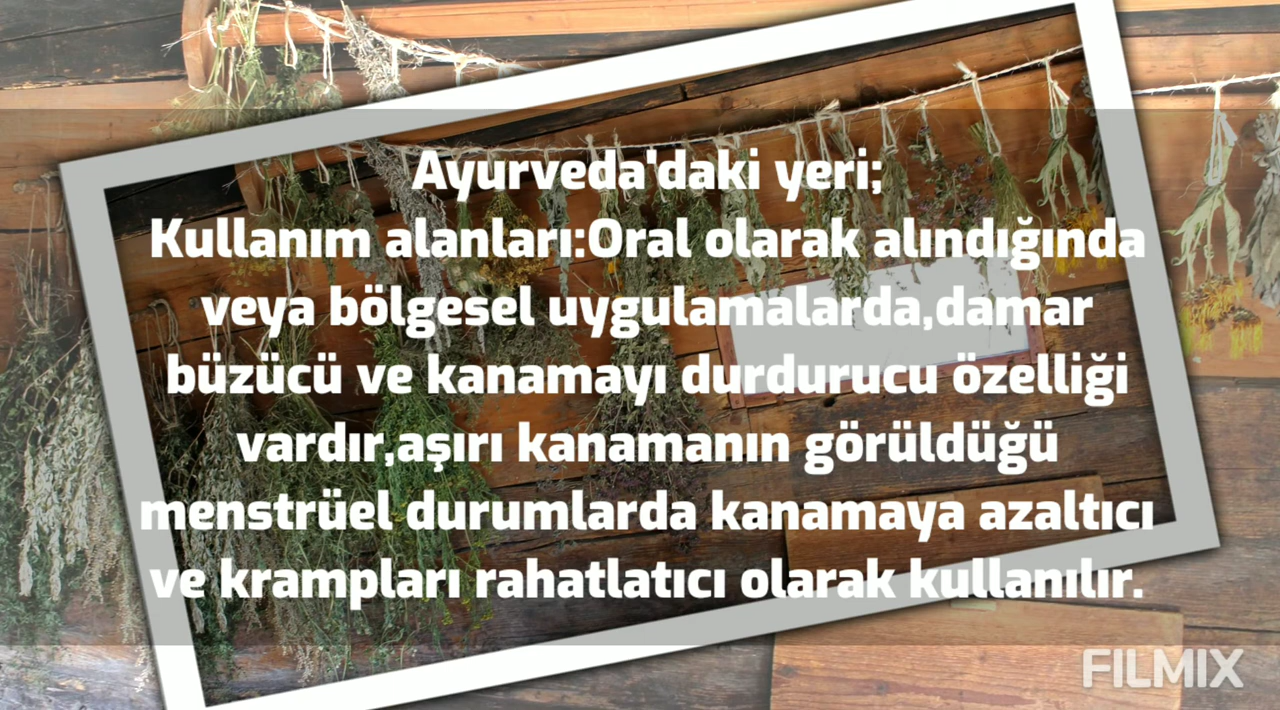 Ayurveda'daki yeri;
Kullanım alanları:Oral olarak alındığında
veya bölgesel uygulamalarda,damar
büzücü ve kanamayı durdurucu özelliği
vardır,aşırı kanamanın görüldüğü
menstrüel durumlarda kanamaya azaltıcı
ve krampları rahatlatıcı olarak kullanılır.
FILMIX